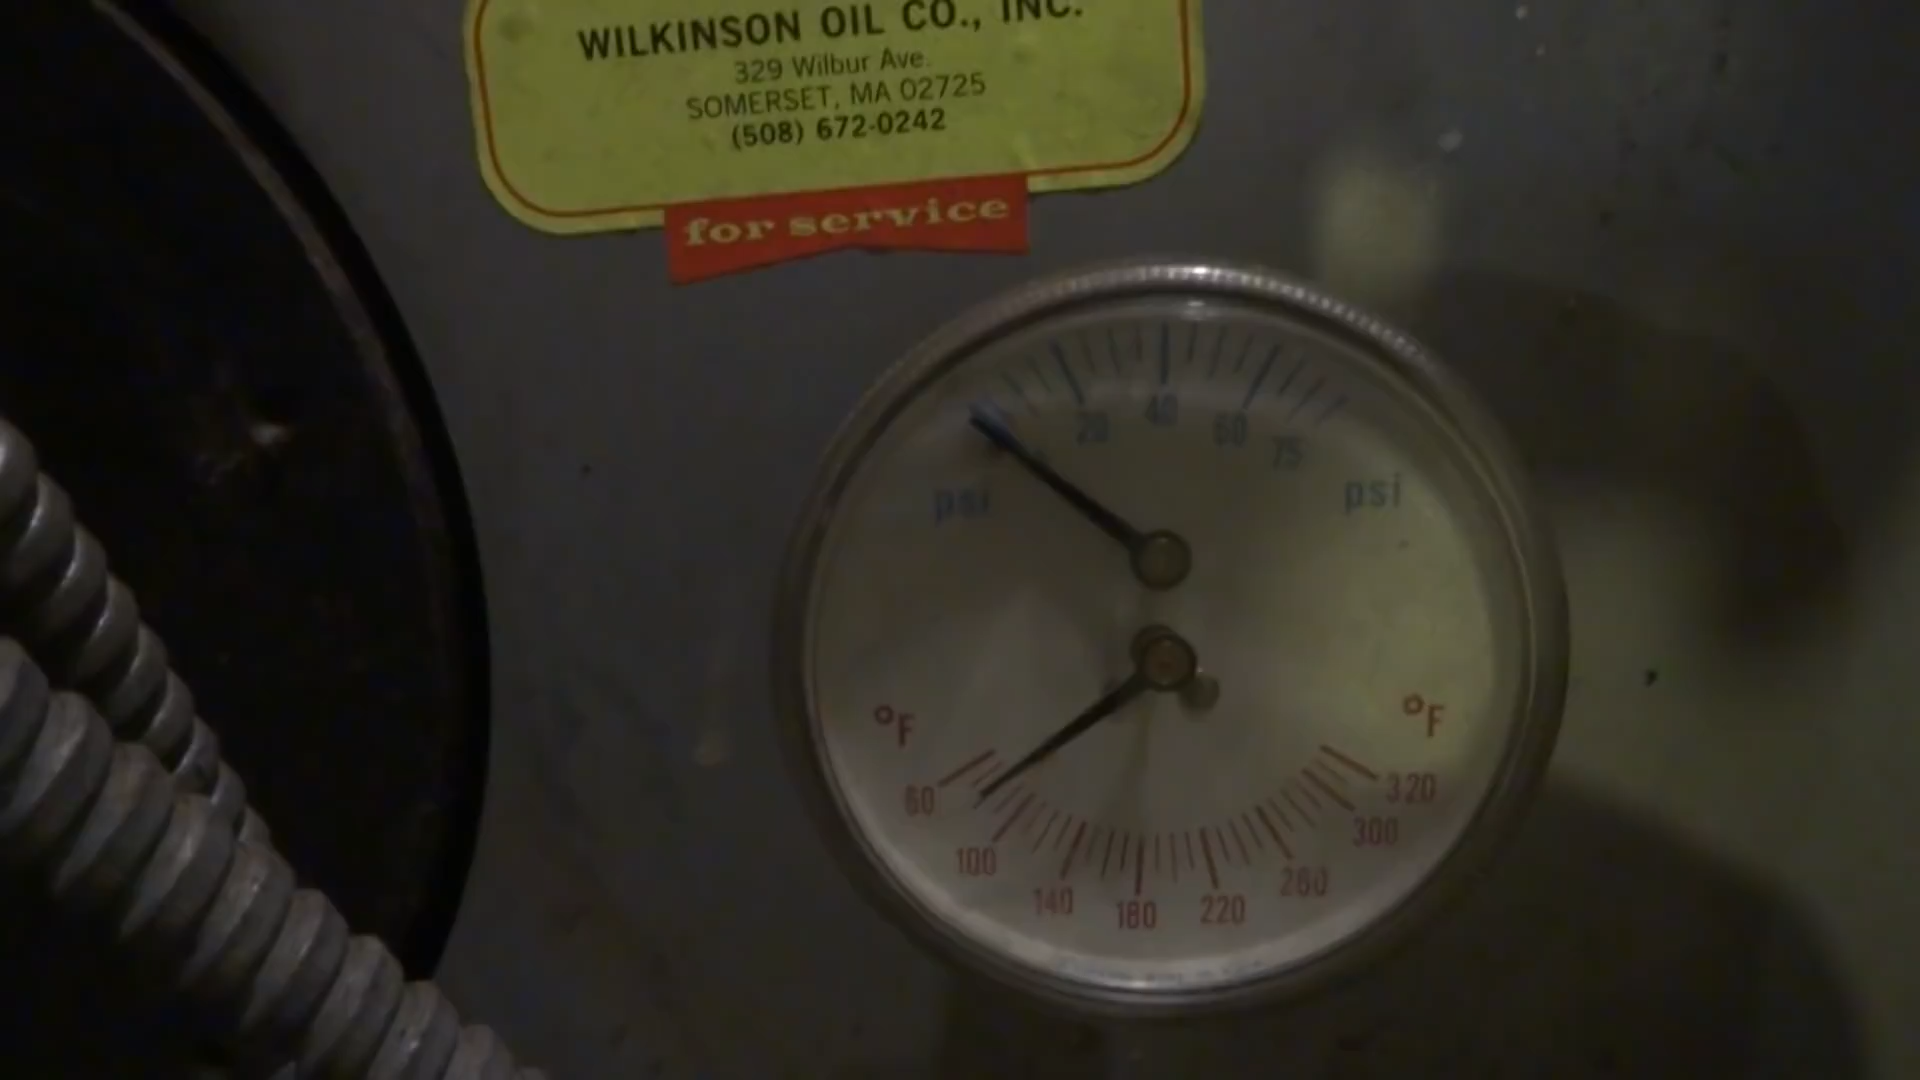 WILKINSON OIL CO., INC.
329 Wilbur Ave.
SOMERSET, MA 02725
(508) 672-0242
for service
20 40 60 75
psi psi
°F °F
60 100 140 180 220 260 300 320